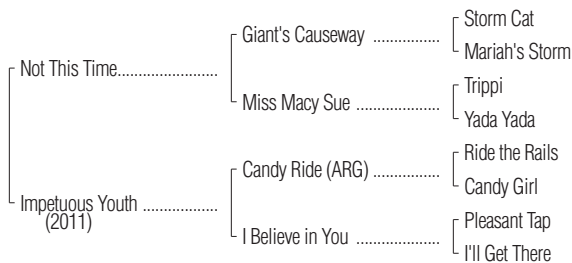 Storm Cat
Giant's Causeway ................
Mariah's Storm
Not This Time........................
Trippi
Miss Macy Sue ....................
Yada Yada
Ride the Rails
Candy Ride (ARG) ................
Candy Girl
Impetuous Youth ..................
(2011)
Pleasant Tap
I Believe in You ....................
I'll Get There